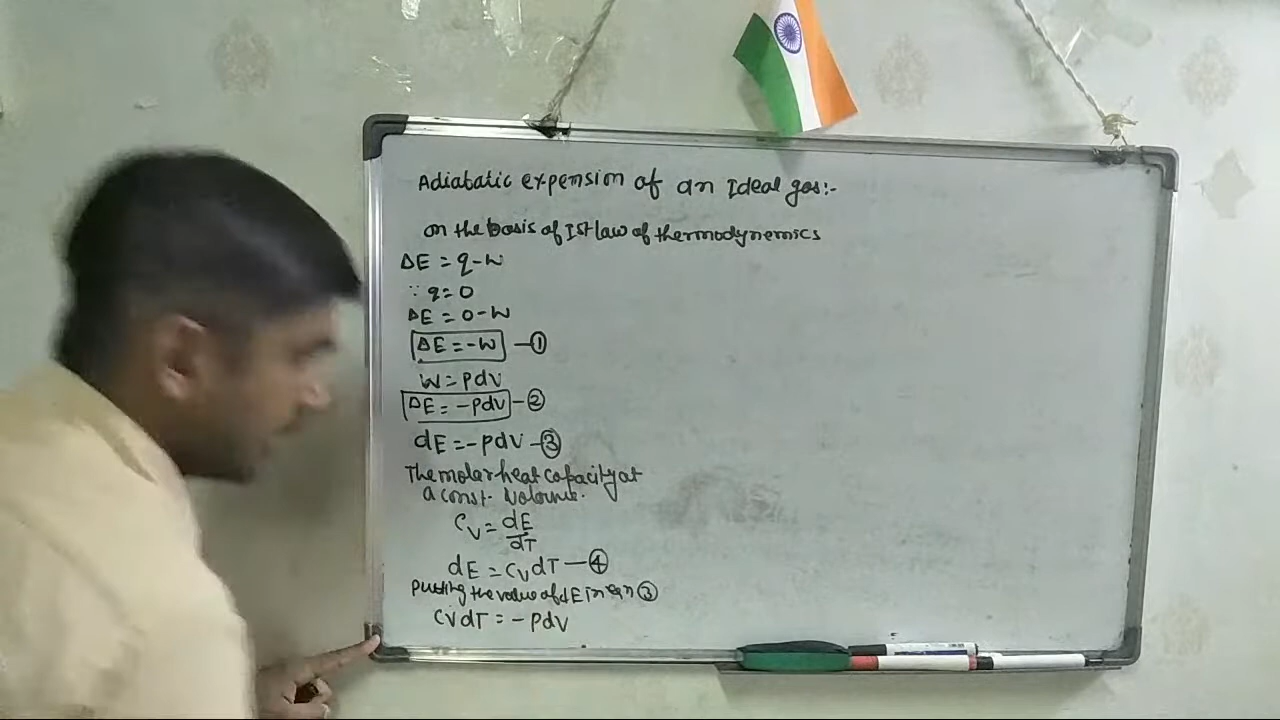 Adiabatic expension of an Ideal gas:-
on the basis of Ist law of thermodynemics
ΔE = q-W
∵ q=0
ΔE = 0-W
ΔE = -W —①
W = pdv
ΔE = -pdv -②
dE = -pdv -③
The molar heat capacity at
a const. Volume.
Cv = dE/dT
dE = CvdT —④
putting the value of dE in eqn ③
CvdT = -pdv